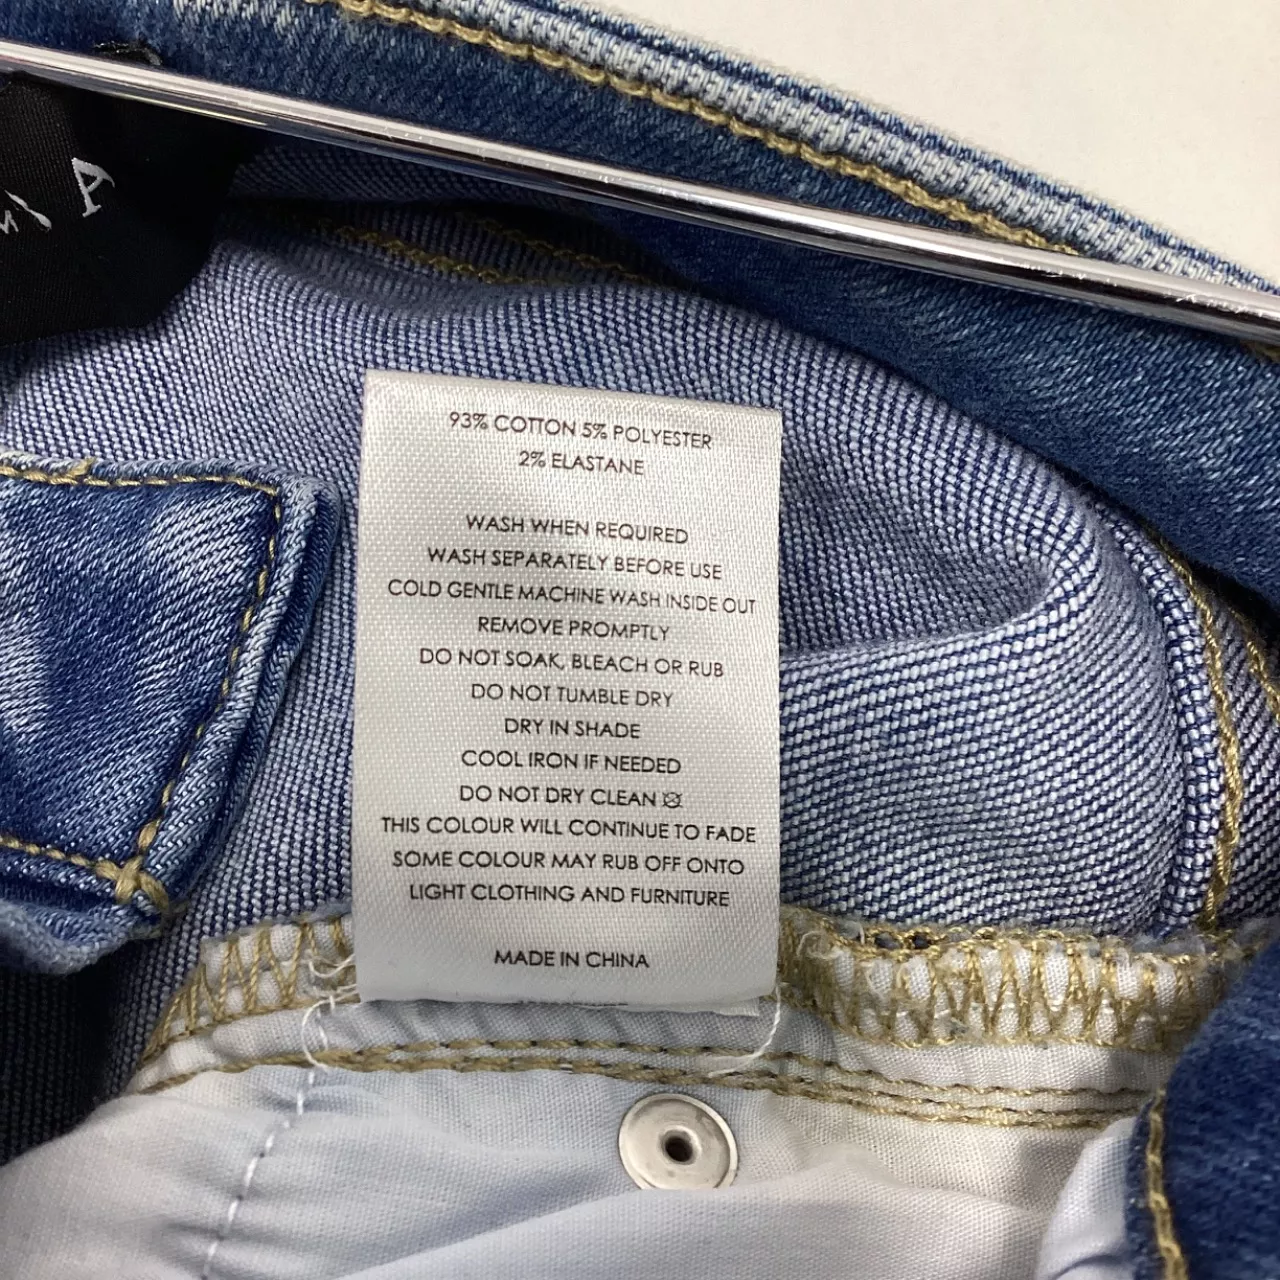 93% COTTON 5% POLYESTER
2% ELASTANE
WASH WHEN REQUIRED
WASH SEPARATELY BEFORE USE
COLD GENTLE MACHINE WASH INSIDE OUT
REMOVE PROMPTLY
DO NOT SOAK, BLEACH OR RUB
DO NOT TUMBLE DRY
DRY IN SHADE
COOL IRON IF NEEDED
DO NOT DRY CLEAN
THIS COLOUR WILL CONTINUE TO FADE
SOME COLOUR MAY RUB OFF ONTO
LIGHT CLOTHING AND FURNITURE
MADE IN CHINA